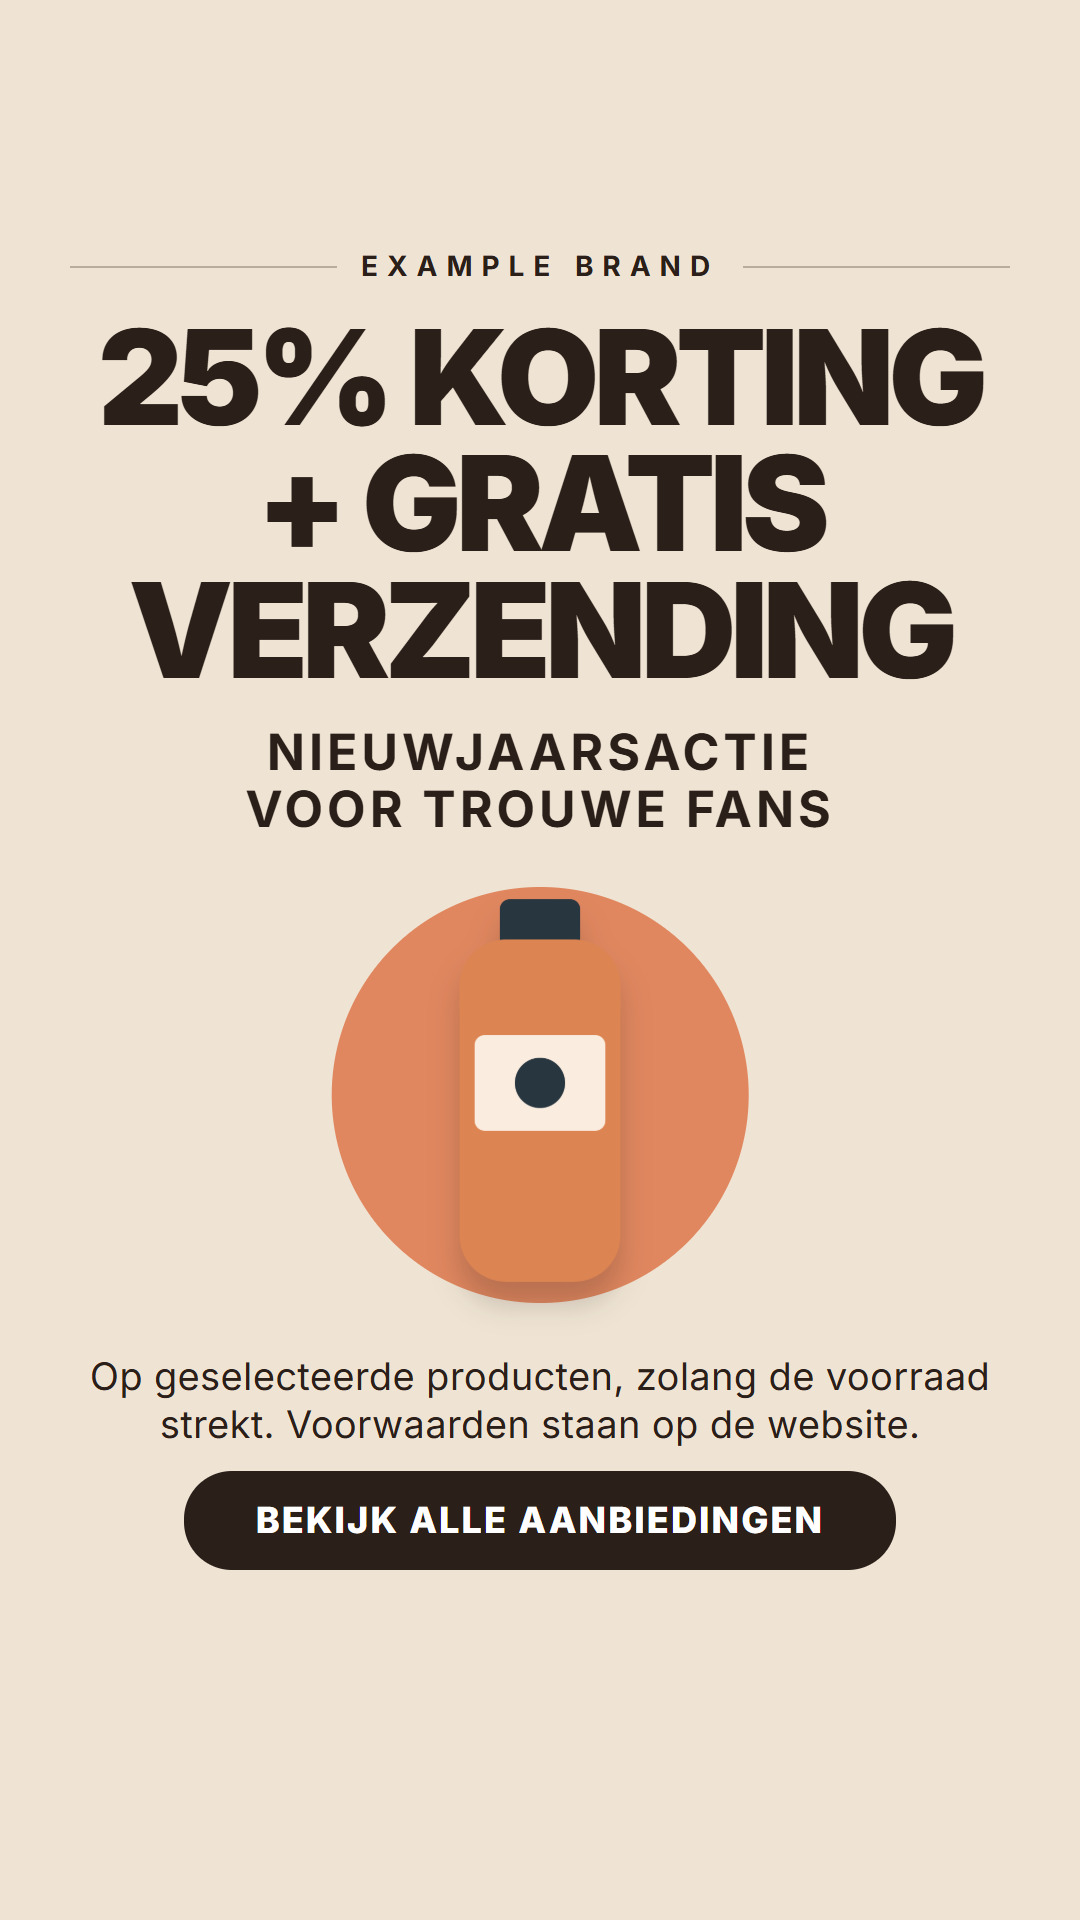 EXAMPLE BRAND
25% KORTING
+ GRATIS
VERZENDING
NIEUWJAARSACTIE
VOOR TROUWE FANS
Op geselecteerde producten, zolang de voorraad
strekt. Voorwaarden staan op de website.
BEKIJK ALLE AANBIEDINGEN